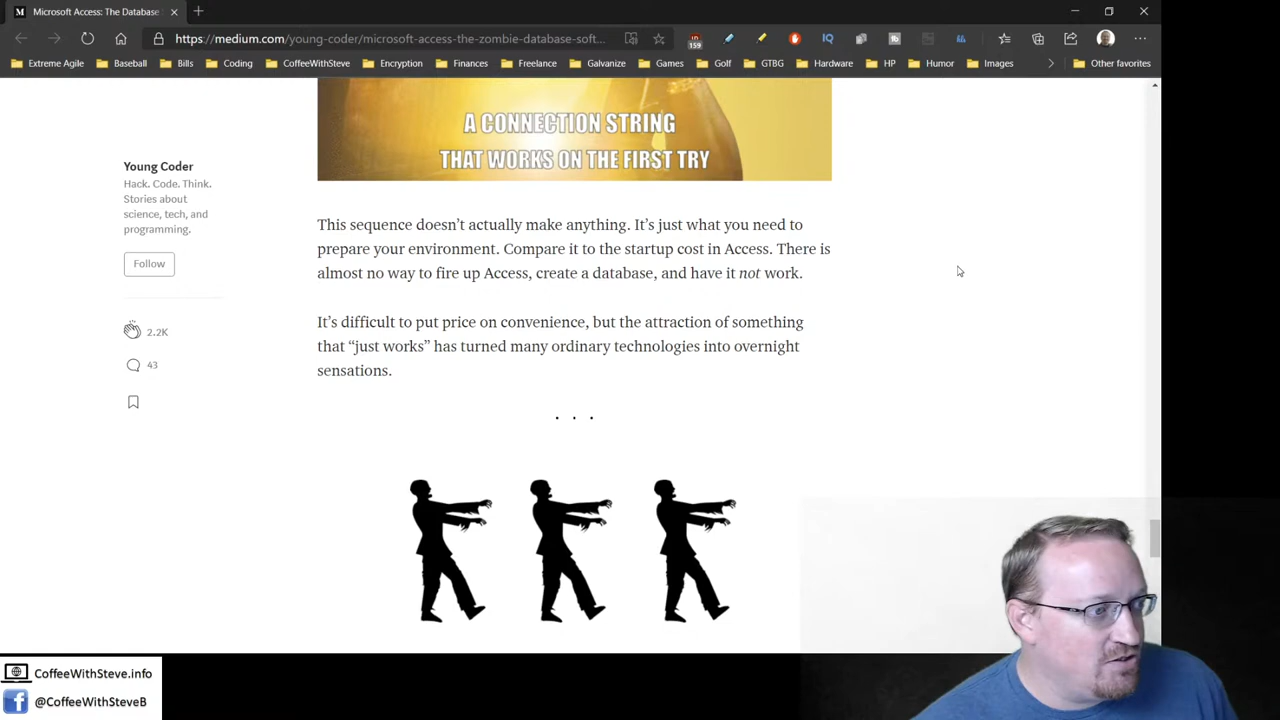 Microsoft Access: The Database
https://medium.com/young-coder/microsoft-access-the-zombie-database-soft...
159
IQ
Extreme Agile
Baseball
Bills
Coding
CoffeeWithSteve
Encryption
Finances
Freelance
Galvanize
Games
Golf
GTBG
Hardware
HP
Humor
Images
Other favorites
A CONNECTION STRING
THAT WORKS ON THE FIRST TRY
Young Coder
Hack. Code. Think.
Stories about
science, tech, and
programming.
Follow
2.2K
43
This sequence doesn’t actually make anything. It’s just what you need to
prepare your environment. Compare it to the startup cost in Access. There is
almost no way to fire up Access, create a database, and have it not work.
It’s difficult to put price on convenience, but the attraction of something
that “just works” has turned many ordinary technologies into overnight
sensations.
. . .
CoffeeWithSteve.info
@CoffeeWithSteveB